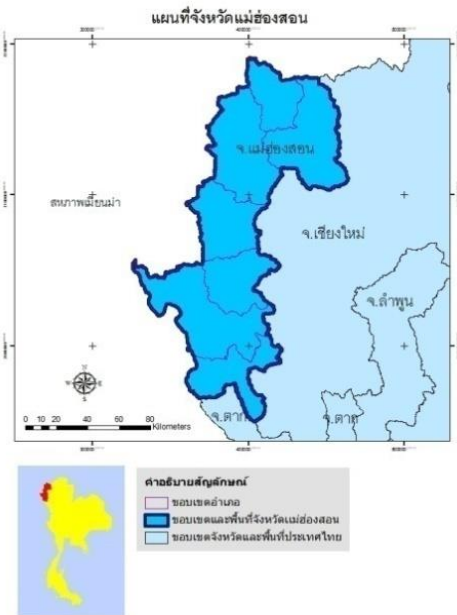 แผนที่จังหวัดแม่ฮ่องสอน
จ.แม่ฮ่องสอน
สหภาพเมียนม่า
จ.เชียงใหม่
จ.ลำพูน
N
S
จ.ตาก
จ.ตาก
0 10 20 40 60 80
Kilometers
คำอธิบายสัญลักษณ์
ขอบเขตอำเภอ
ขอบเขตและพื้นที่จังหวัดแม่ฮ่องสอน
ขอบเขตจังหวัดและพื้นที่ประเทศไทย